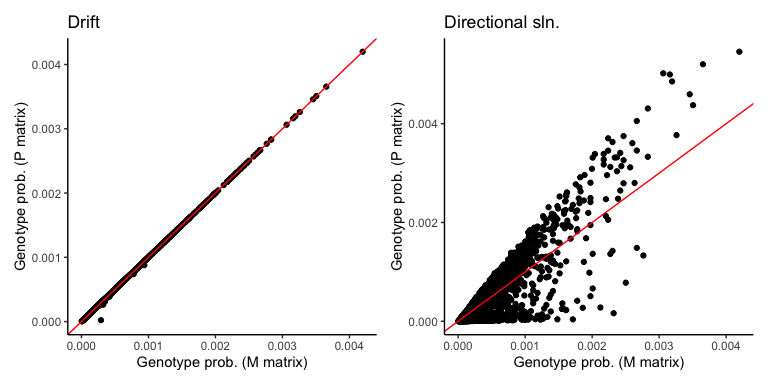 Drift
0.004
0.003
0.002
0.001
0.000
0.000 0.001 0.002 0.003 0.004
Genotype prob. (M matrix)
Genotype prob. (P matrix)
Directional sln.
0.004
0.002
0.000
0.000 0.001 0.002 0.003 0.004
Genotype prob. (M matrix)
Genotype prob. (P matrix)